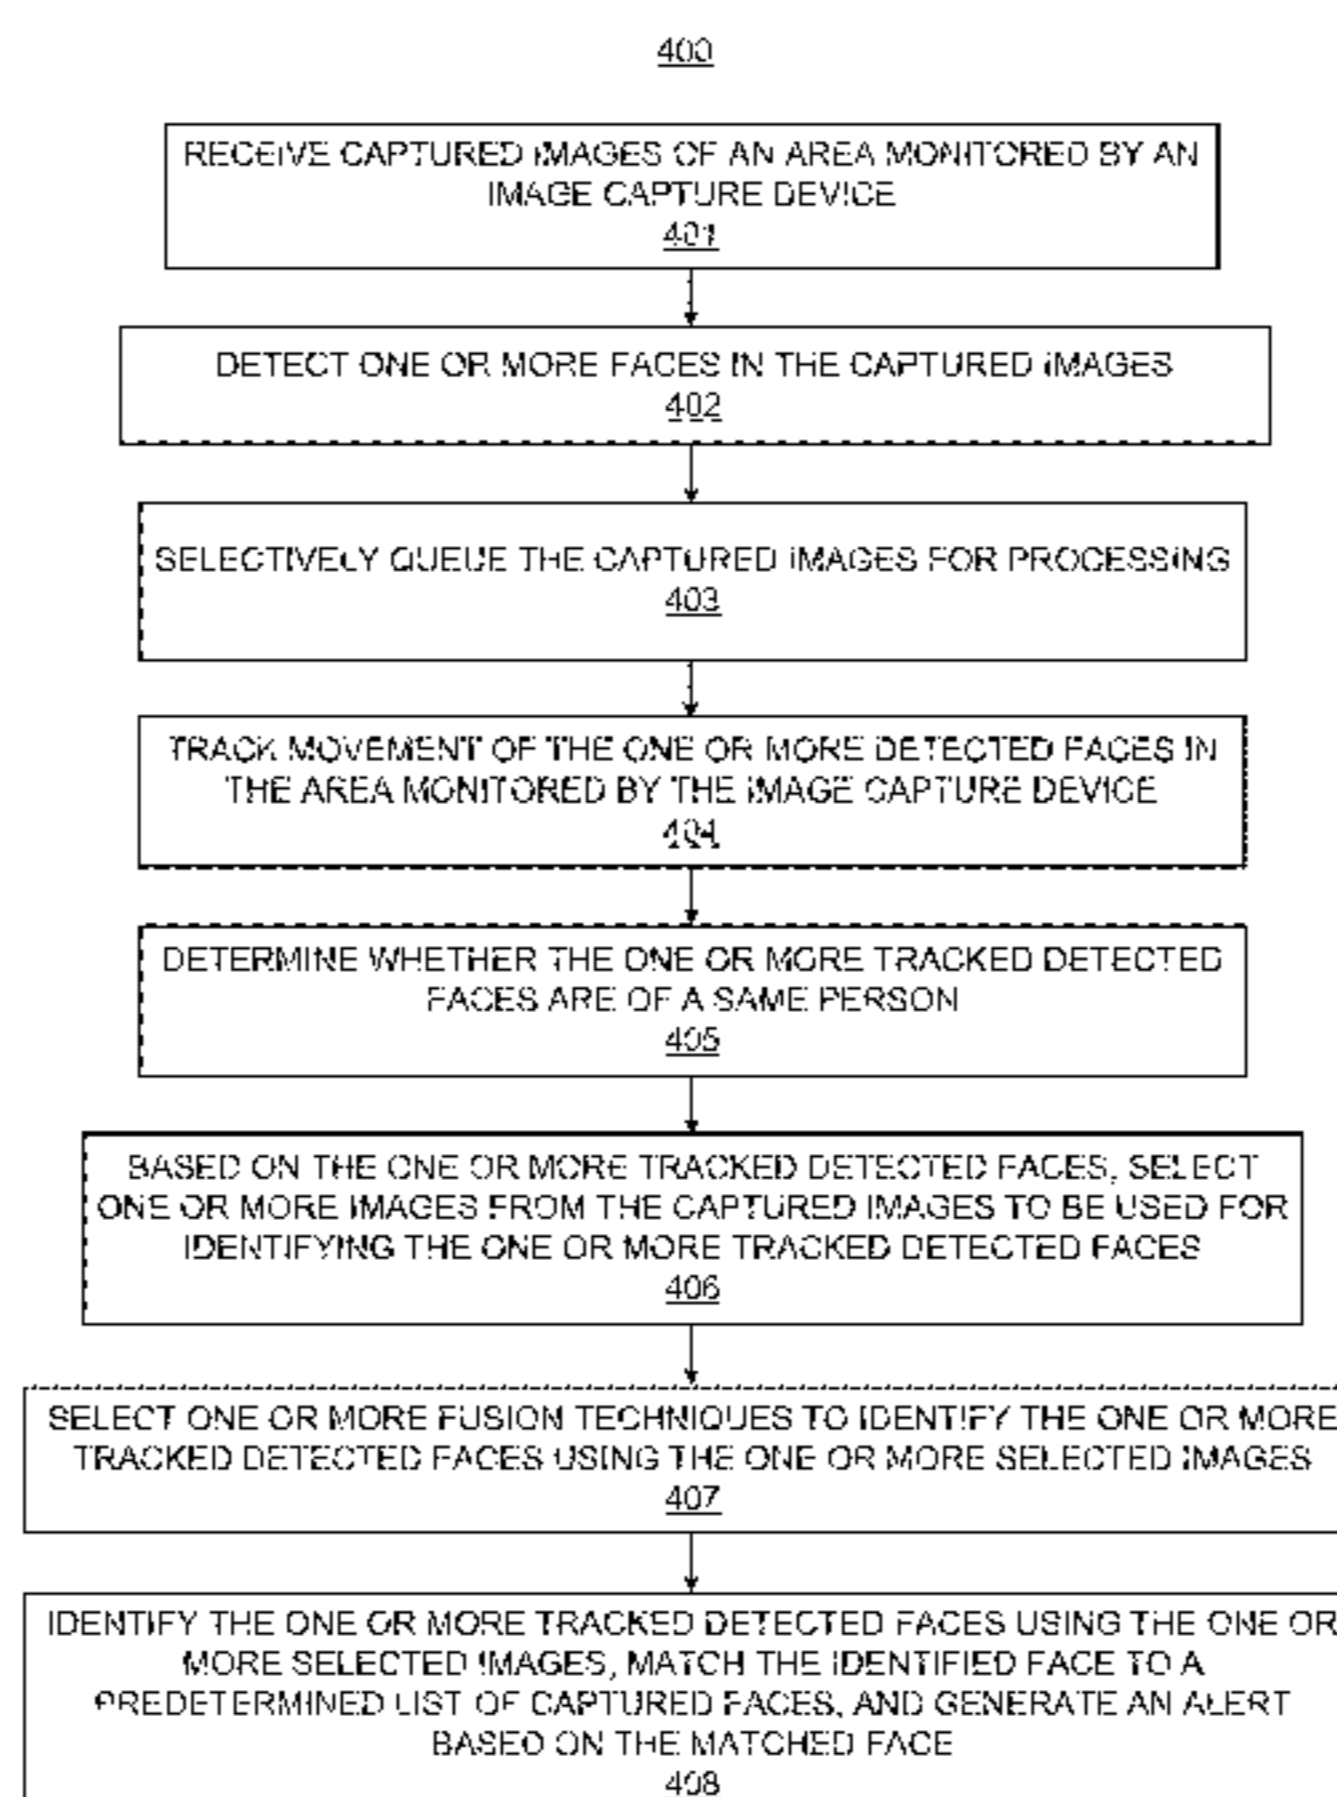 400
RECEIVE CAPTURED IMAGES OF AN AREA MONITORED BY AN
IMAGE CAPTURE DEVICE
401
DETECT ONE OR MORE FACES IN THE CAPTURED IMAGES
402
SELECTIVELY QUEUE THE CAPTURED IMAGES FOR PROCESSING
403
TRACK MOVEMENT OF THE ONE OR MORE DETECTED FACES IN
THE AREA MONITORED BY THE IMAGE CAPTURE DEVICE
404
DETERMINE WHETHER THE ONE OR MORE TRACKED DETECTED
FACES ARE OF A SAME PERSON
405
BASED ON THE ONE OR MORE TRACKED DETECTED FACES, SELECT
ONE OR MORE IMAGES FROM THE CAPTURED IMAGES TO BE USED FOR
IDENTIFYING THE ONE OR MORE TRACKED DETECTED FACES
406
SELECT ONE OR MORE FUSION TECHNIQUES TO IDENTIFY THE ONE OR MORE
TRACKED DETECTED FACES USING THE ONE OR MORE SELECTED IMAGES
407
IDENTIFY THE ONE OR MORE TRACKED DETECTED FACES USING THE ONE OR
MORE SELECTED IMAGES, MATCH THE IDENTIFIED FACE TO A
PREDETERMINED LIST OF CAPTURED FACES, AND GENERATE AN ALERT
BASED ON THE MATCHED FACE
408